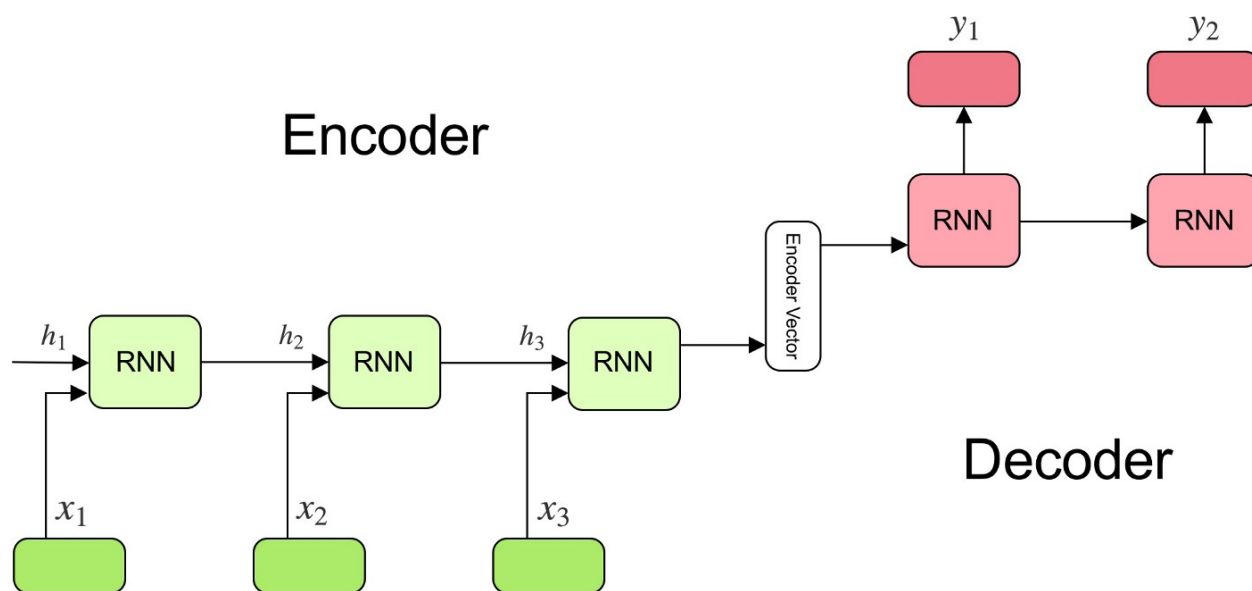 y₁
y₂
Encoder
RNN
RNN
Encoder Vector
h₁
RNN
h₂
RNN
h₃
RNN
Decoder
x₁
x₂
x₃